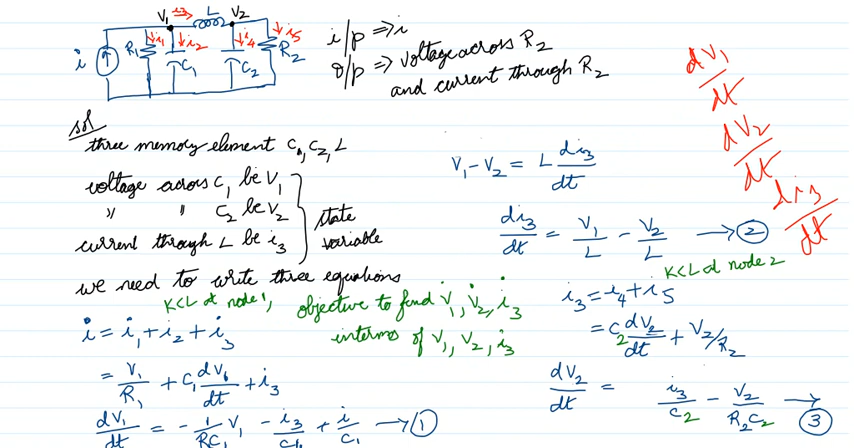 V₁ i₃ L V₂
i R₁ i₁ i₂ C₁ i₄ C₂ i₅ R₂
i/p ⇒ i
o/p ⇒ voltage across R₂
and current through R₂
dV₁/dt
dV₂/dt
di₃/dt
sol
three memory element C₁, C₂, L
voltage across C₁ be V₁
" " C₂ be V₂
current through L be i₃
state
variable
we need to write three equations
KCL at node 1,
objective to find V̇₁, V̇₂, i̇₃
interms of V₁, V₂, i₃
i = i₁ + i₂ + i₃
= V₁/R₁ + C₁ dV₁/dt + i₃
dV₁/dt = - 1/RC₁ V₁ - i₃/C₁ + i/C₁ → ①
V₁ - V₂ = L di₃/dt
di₃/dt = V₁/L - V₂/L → ②
KCL at node 2
i₃ = i₄ + i₅
= C₂ dV₂/dt + V₂/R₂
dV₂/dt = i₃/C₂ - V₂/R₂C₂ → ③